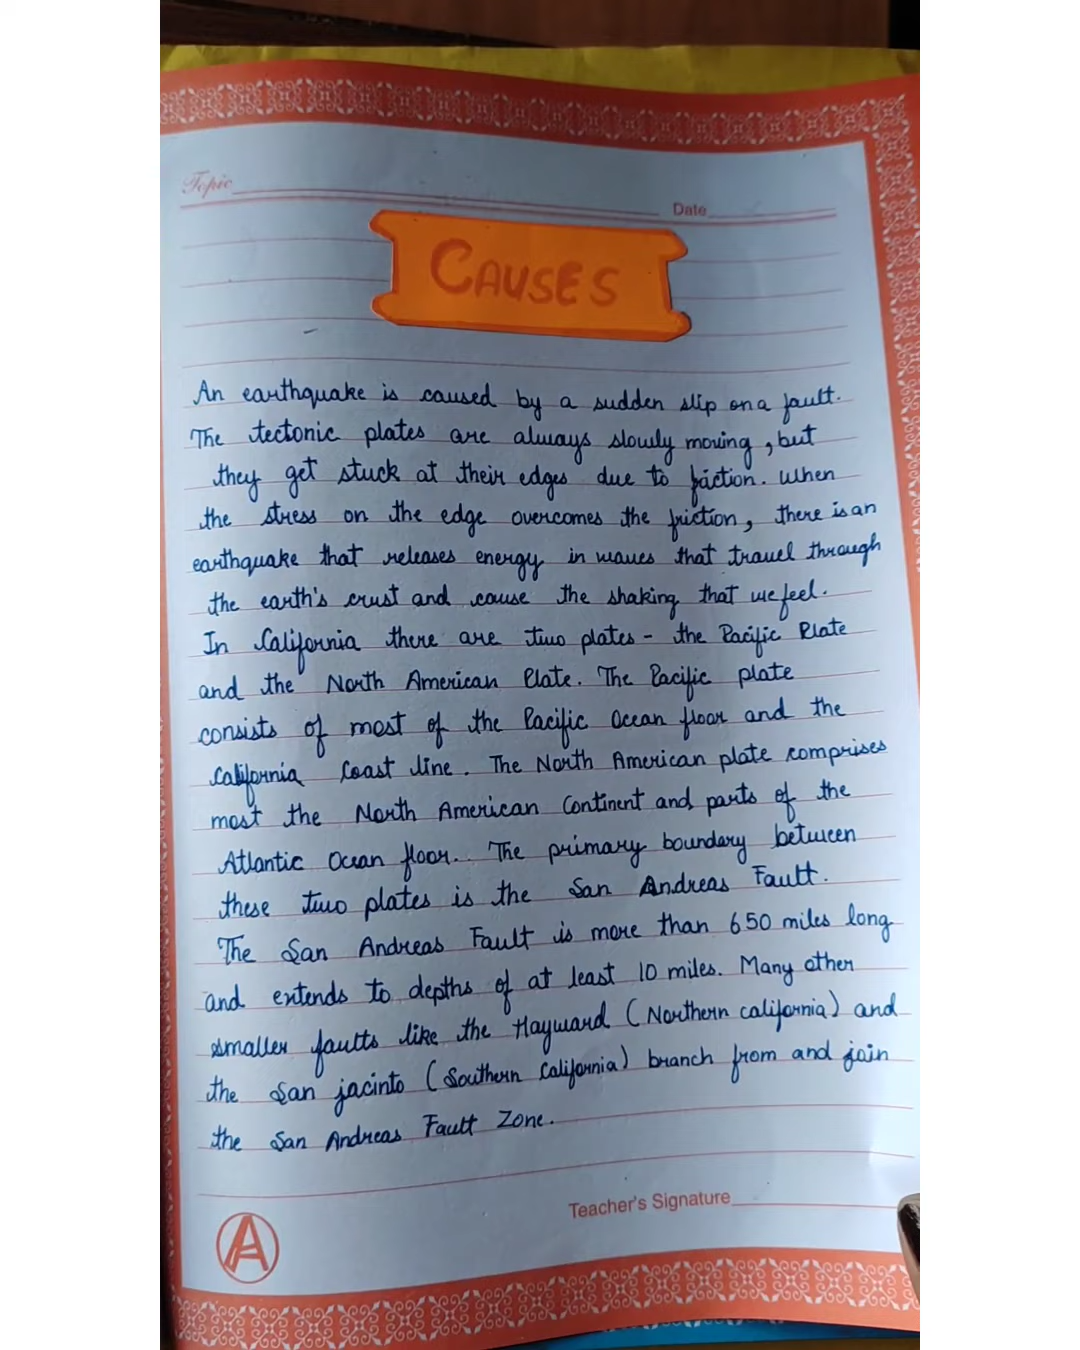 Topic
Date
CAUSES
An earthquake is caused by a sudden slip on a fault.
The tectonic plates are always slowly moving, but
they get stuck at their edges due to friction. When
the stress on the edge overcomes the friction, there is an
earthquake that releases energy in waves that travel through
the earth's crust and cause the shaking that we feel.
In California there are two plates - the Pacific Plate
and the North American Plate. The Pacific plate
consists of most of the Pacific Ocean floor and the
California Coast line. The North American plate comprises
most the North American Continent and parts of the
Atlantic Ocean floor. The primary boundary between
these two plates is the San Andreas Fault.
The San Andreas Fault is more than 650 miles long
and extends to depths of at least 10 miles. Many other
smaller faults like the Hayward (Northern california) and
the San jacinto (Southern California) branch from and join
the San Andreas Fault Zone.
Teacher's Signature
A